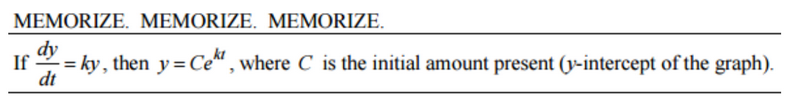 MEMORIZE. MEMORIZE. MEMORIZE.
If dy/dt = ky, then y = Ce^{kt}, where C is the initial amount present (y-intercept of the graph).